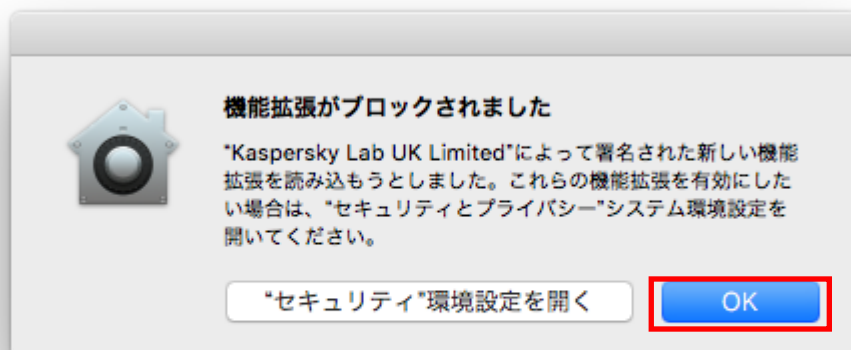 機能拡張がブロックされました
"Kaspersky Lab UK Limited"によって署名された新しい機能
拡張を読み込もうとしました。これらの機能拡張を有効にした
い場合は、"セキュリティとプライバシー"システム環境設定を
開いてください。
"セキュリティ"環境設定を開く
OK